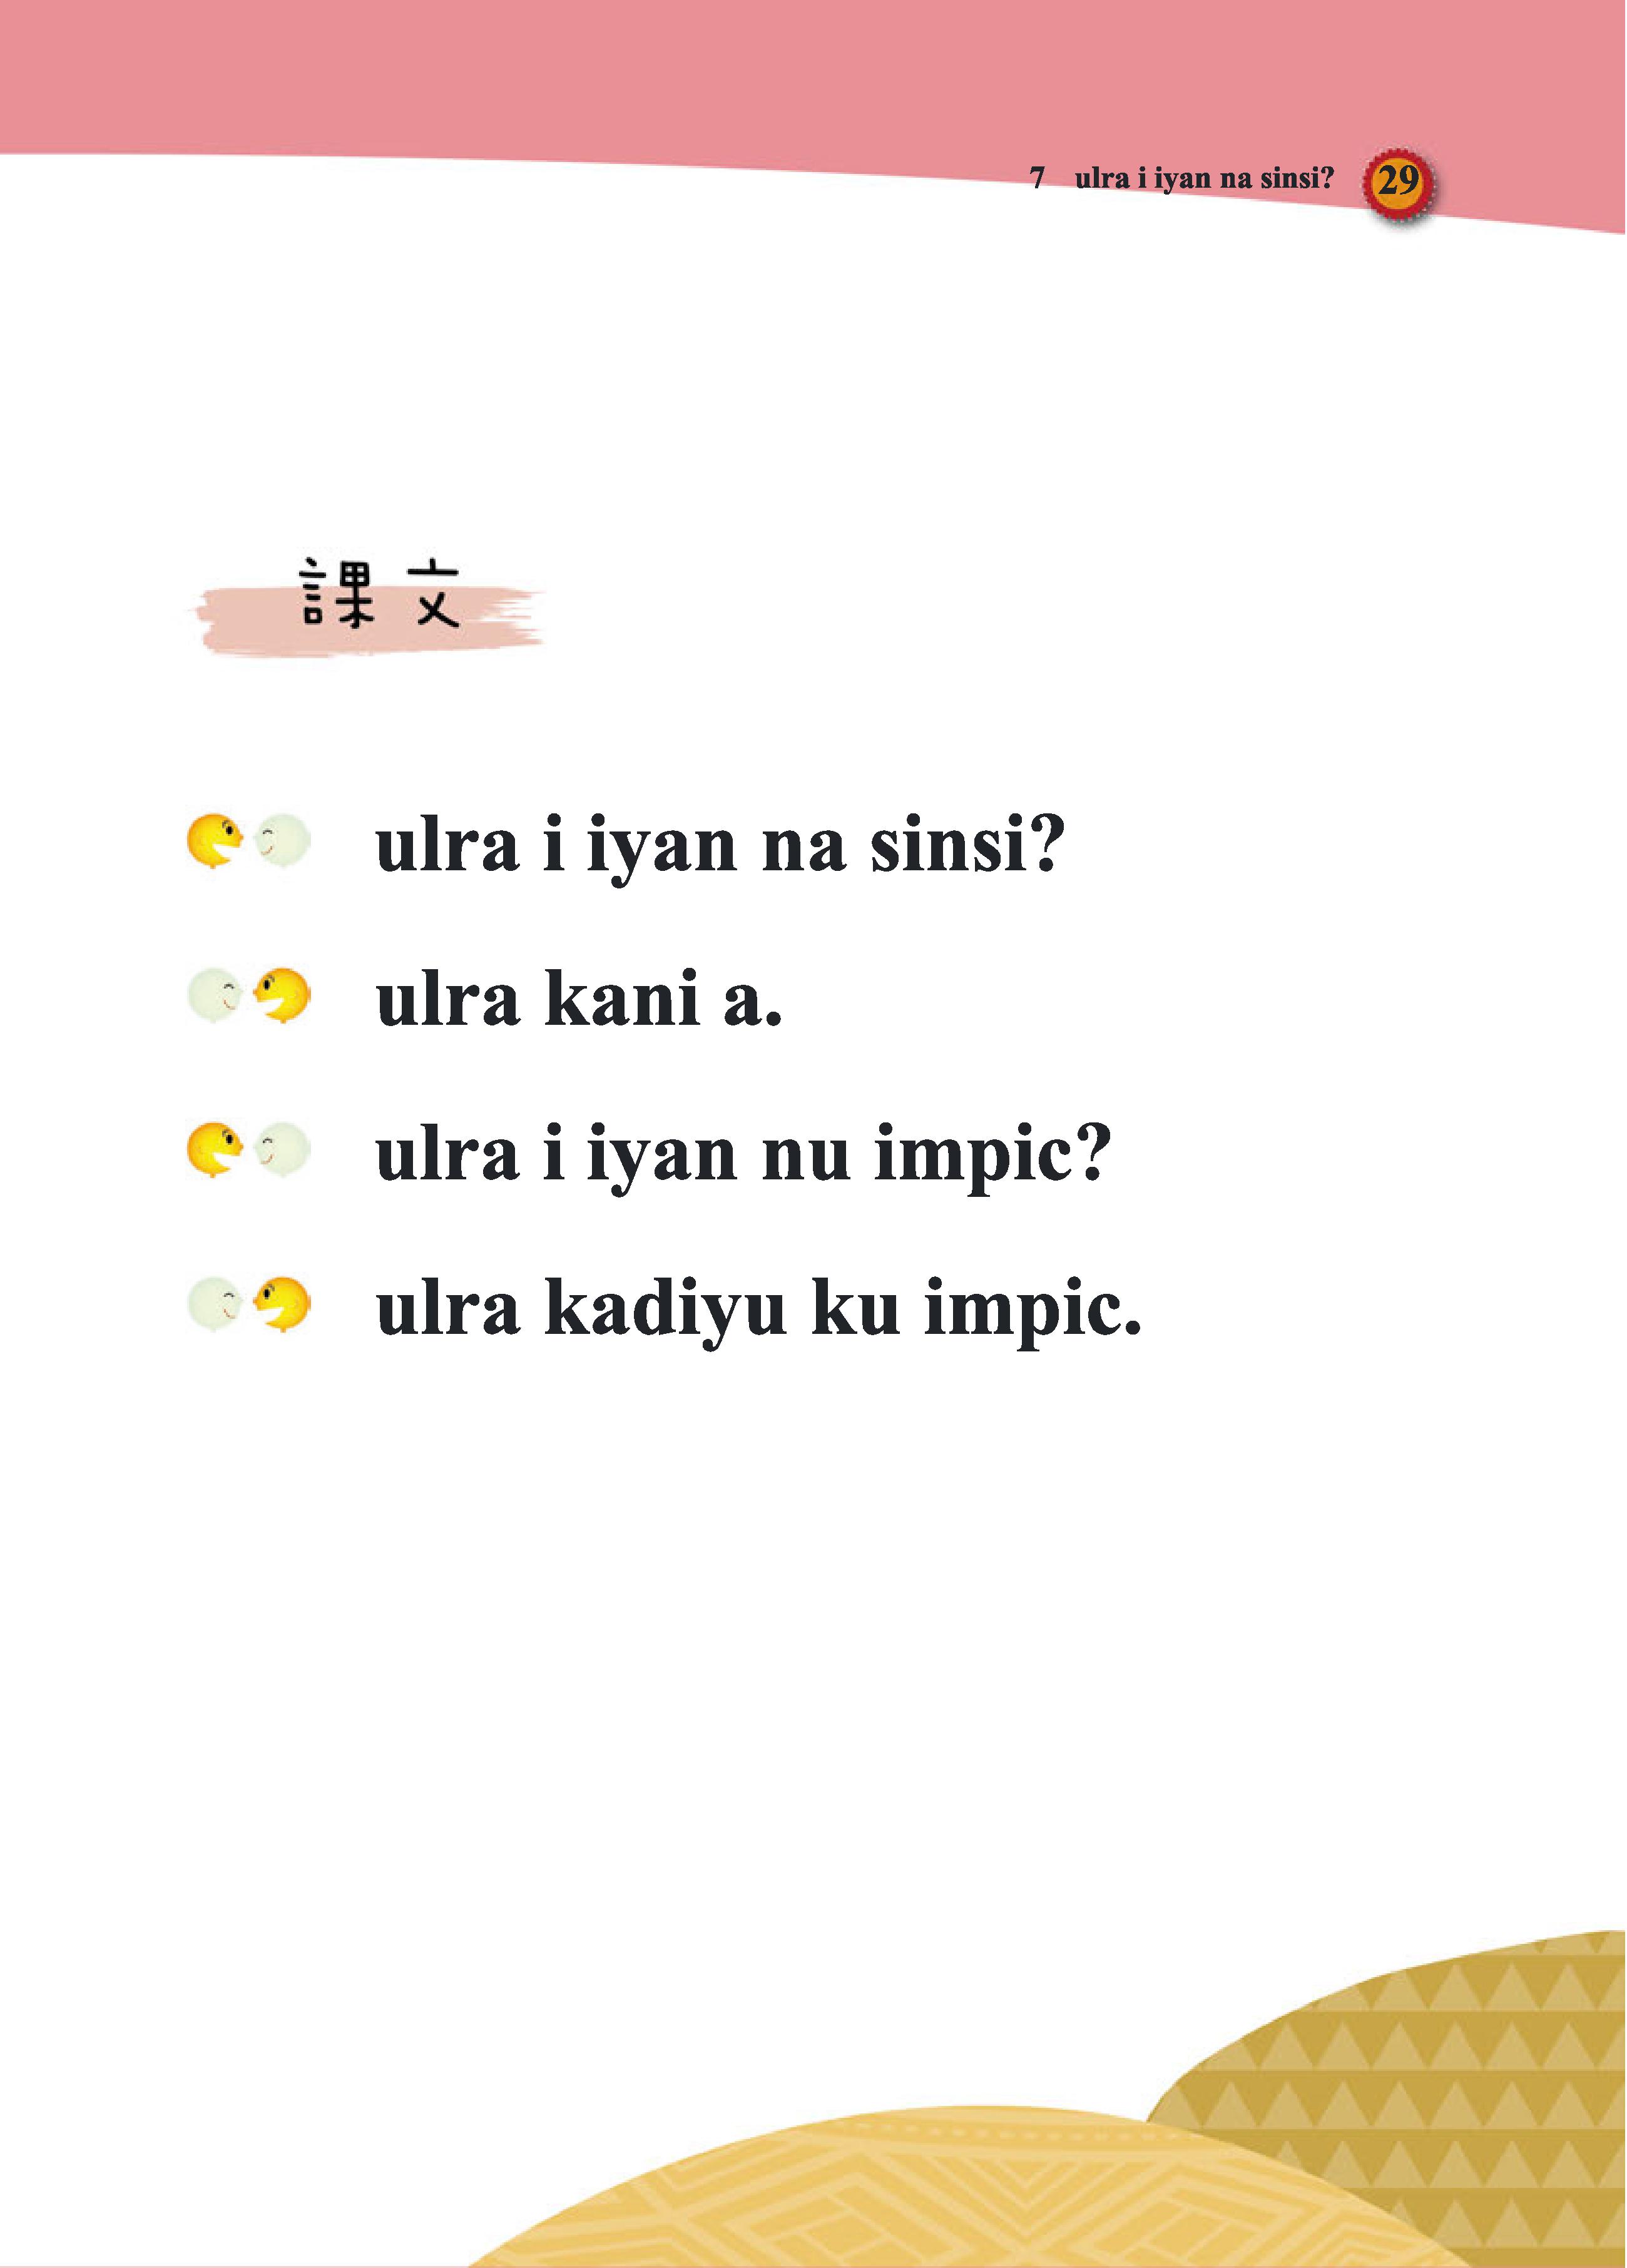 7 ulra i iyan na sinsi? 29
課文
ulra i iyan na sinsi?
ulra kani a.
ulra i iyan nu impic?
ulra kadiyu ku impic.